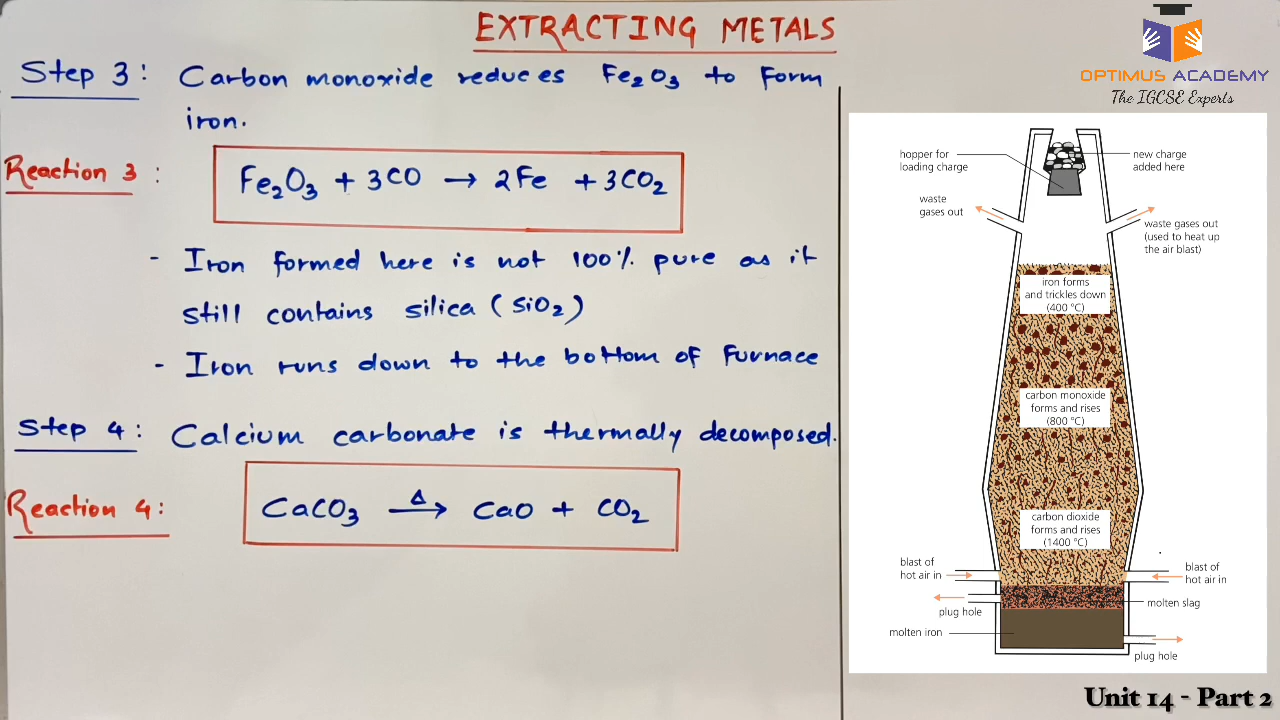 EXTRACTING METALS
OPTIMUS ACADEMY
The IGCSE Experts
Step 3: Carbon monoxide reduces Fe₂O₃ to form
iron.
Reaction 3 :
Fe₂O₃ + 3CO → 2Fe + 3CO₂
- Iron formed here is not 100% pure as it
still contains silica (SiO₂)
- Iron runs down to the bottom of furnace
Step 4: Calcium carbonate is thermally decomposed.
Reaction 4:
CaCO₃ Δ→ CaO + CO₂
hopper for
loading charge
new charge
added here
waste
gases out
waste gases out
(used to heat up
the air blast)
iron forms
and trickles down
(400 °C)
carbon monoxide
forms and rises
(800 °C)
carbon dioxide
forms and rises
(1400 °C)
blast of
hot air in
blast of
hot air in
plug hole
molten slag
molten iron
plug hole
Unit 14 - Part 2